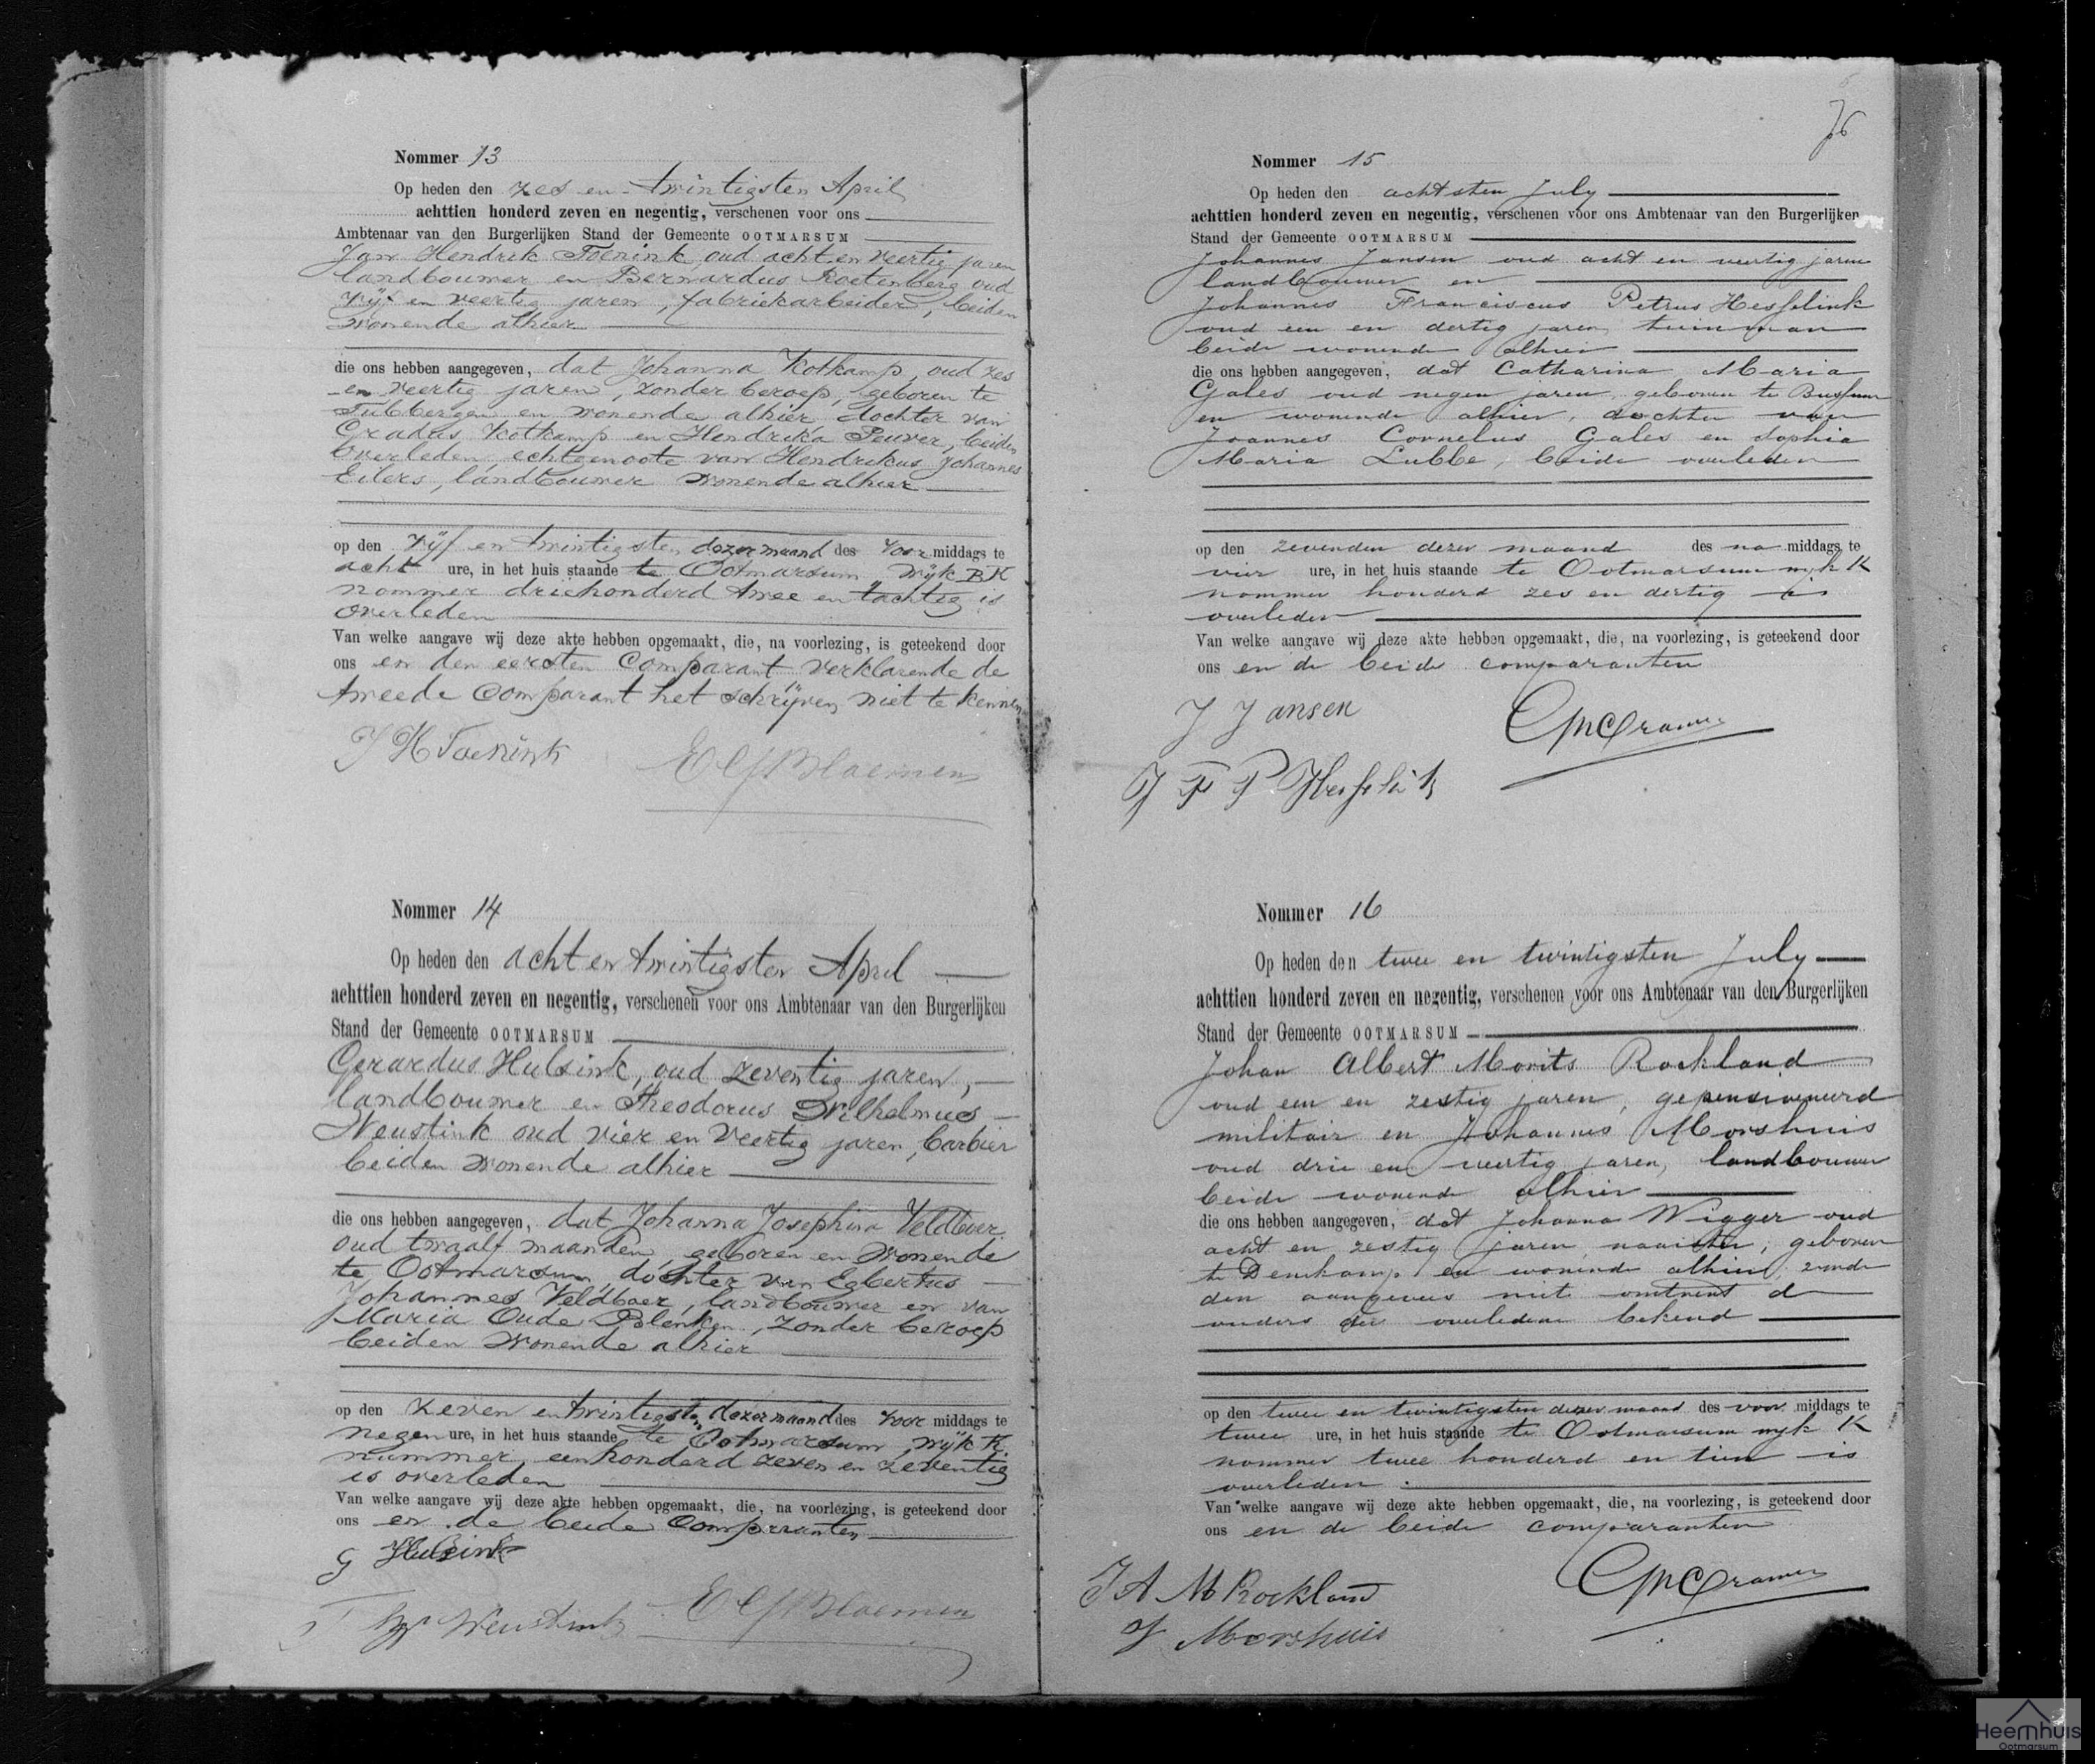 Nommer 13
Op heden den zes en twintigsten April
achttien honderd zeven en negentig, verschenen voor ons
Ambtenaar van den Burgerlijken Stand der Gemeente OOTMARSUM
Jan Hendrik Toenink, oud acht en veertig jaren
landbouwer en Bernardus Roetenberg oud
vijf en veertig jaren, fabriekarbeider, beiden
wonende alhier
die ons hebben aangegeven, dat Johanna Kotkamp, oud zes
en veertig jaren, zonder beroep, geboren te
Tubbergen en wonende alhier, dochter van
Gradus Kotkamp en Hendrika Peuver, beiden
overleden, echtgenoote van Hendrikus Johannes
Eilers, landbouwer wonende alhier
op den vijf en twintigsten dezer maand des voor middags te
acht ure, in het huis staande te Ootmarsum wijk BK
nommer driehonderd twee en tachtig is
overleden
Van welke aangave wij deze akte hebben opgemaakt, die, na voorlezing, is geteekend door
ons en den eersten comparant verklarende de
tweede comparant het schrijven niet te kennen
J H Toenink
Nommer 14
Op heden den acht en twintigsten April
achttien honderd zeven en negentig, verschenen voor ons Ambtenaar van den Burgerlijken
Stand der Gemeente OOTMARSUM
Gerardus Hulsink, oud zeventig jaren,
landbouwer en Theodorus Wilhelmus
Weustink oud vier en veertig jaren, barbier
beiden wonende alhier
die ons hebben aangegeven, dat Johanna Josephina Veldboer
oud twaalf maanden, geboren en wonende
te Ootmarsum, dochter van Egbertus
Johannes Veldboer, landbouwer en van
Maria Oude Polenken, zonder beroep
beiden wonende alhier
op den zeven en twintigsten dezer maand des voor middags te
negen ure, in het huis staande te Ootmarsum wijk K.
nummer eenhonderd zeven en zeventig
is overleden
Van welke aangave wij deze akte hebben opgemaakt, die, na voorlezing, is geteekend door
ons en de beide comparanten
G Hulsink
T W Weustink
76
Nommer 15
Op heden den achtsten July
achttien honderd zeven en negentig, verschenen voor ons Ambtenaar van den Burgerlijken
Stand der Gemeente OOTMARSUM
Johannes Jansen oud acht en veertig jaren
landbouwer en
Johannes Franciscus Petrus Hesselink
oud een en dertig jaren, tuinman
beide wonende alhier
die ons hebben aangegeven, dat Catharina Maria
Gales oud negen jaren, geboren te Bussum
en wonende alhier, dochter van
Joannes Cornelus Gales en Sophia
Maria Lubbe, beide overleden
op den zevenden dezer maand des na middags te
vier ure, in het huis staande te Ootmarsum wyk K
nommer honderd zes en dertig is
overleden
Van welke aangave wij deze akte hebben opgemaakt, die, na voorlezing, is geteekend door
ons en de beide comparanten
J Jansen
Cramer
J F P Hesselink
Nommer 16
Op heden den twee en twintigsten July
achttien honderd zeven en negentig, verschenen voor ons Ambtenaar van den Burgerlijken
Stand der Gemeente OOTMARSUM
Johan Albert Morits Rockland
oud een en zestig jaren, gepensioneerd
militair en Johannes Morshuis
oud drie en veertig jaren, landbouwer
beide wonende alhier
die ons hebben aangegeven, dat Johanna Wigger oud
acht en zestig jaren, naaister, geboren
te Denekamp en wonende alhier, zynde
den aangevers niet omtrent d
ouders der overledene bekend
op den twee en twintigsten dezer maand des voor middags te
twee ure, in het huis staande te Ootmarsum wyk K
nommer twee honderd en tien is
overleden
Van welke aangave wij deze akte hebben opgemaakt, die, na voorlezing, is geteekend door
ons en de beide comparanten
J A M Rockland
Cramer
J Morshuis
Heemhuis
Ootmarsum